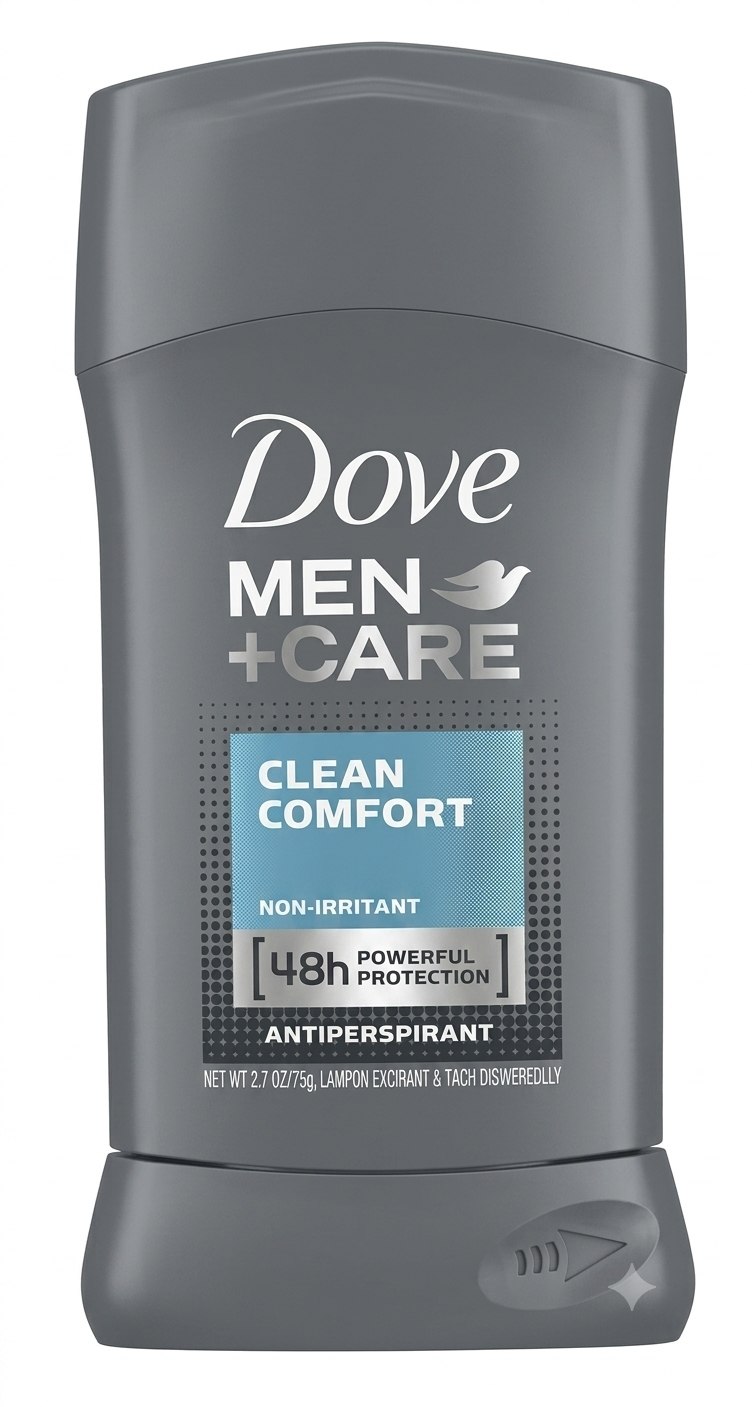 Dove
MEN
+CARE
CLEAN
COMFORT
NON-IRRITANT
[48h POWERFUL
PROTECTION]
ANTIPERSPIRANT
NET WT 2.7 OZ/75g, LAMPON EXCIRANT & TACH DISWEREDLLY